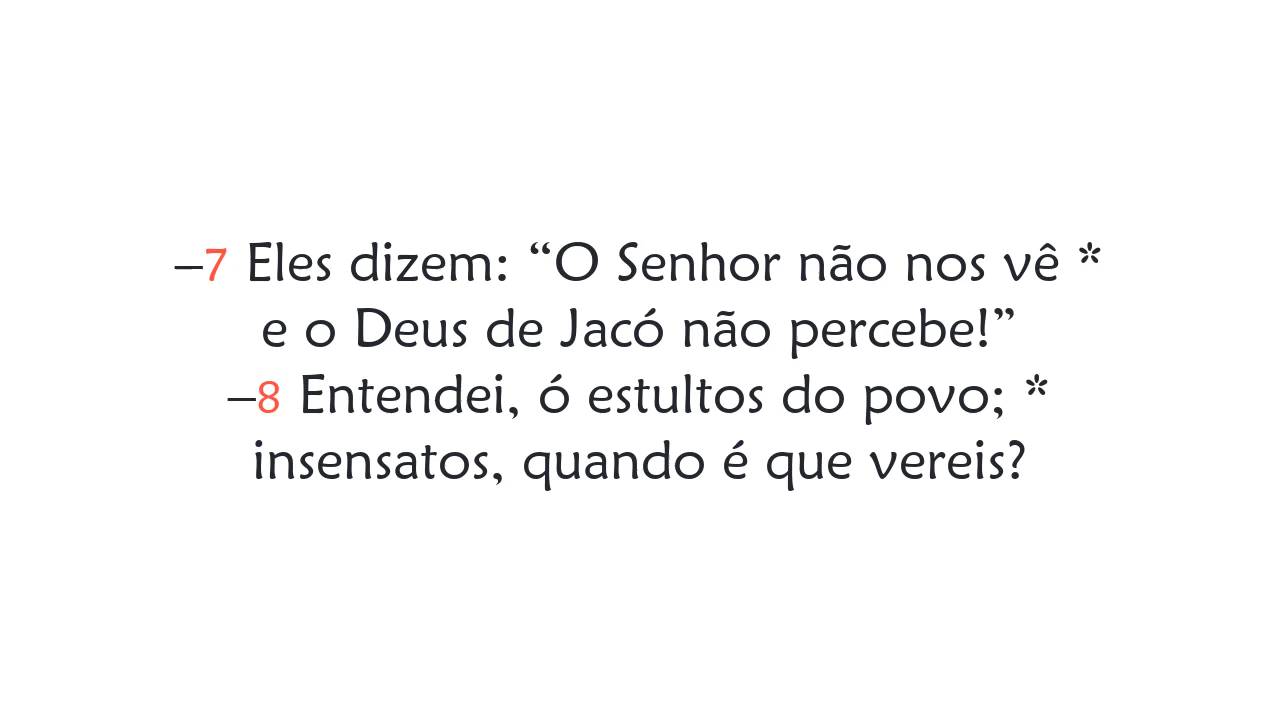 –7 Eles dizem: “O Senhor não nos vê *
e o Deus de Jacó não percebe!”
–8 Entendei, ó estultos do povo; *
insensatos, quando é que vereis?